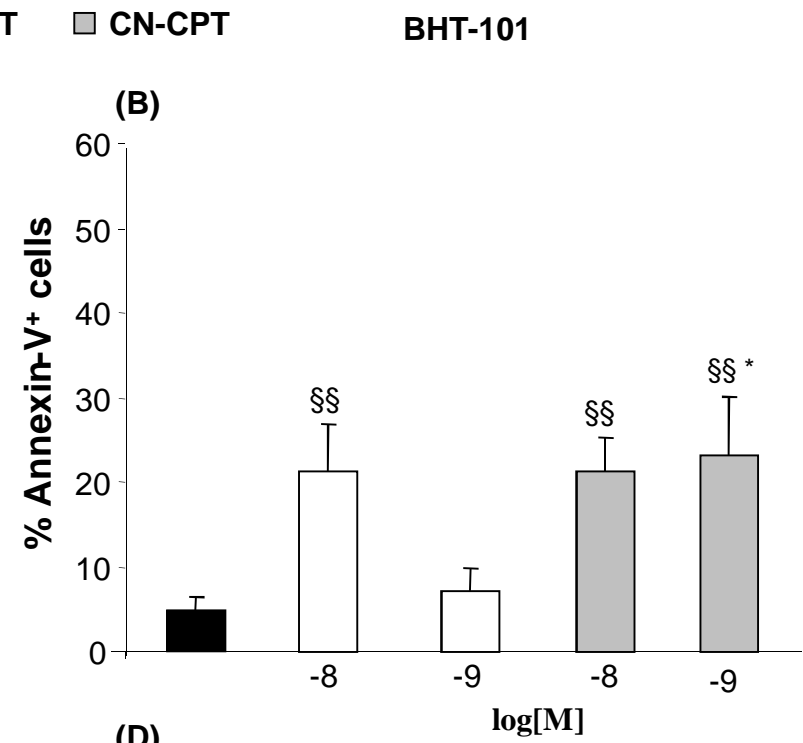 T CN-CPT BHT-101
(B)
60
50
40
30
20
10
0
% Annexin-V+ cells
§§
§§
§§ *
-8 -9 -8 -9
log[M]
(D)